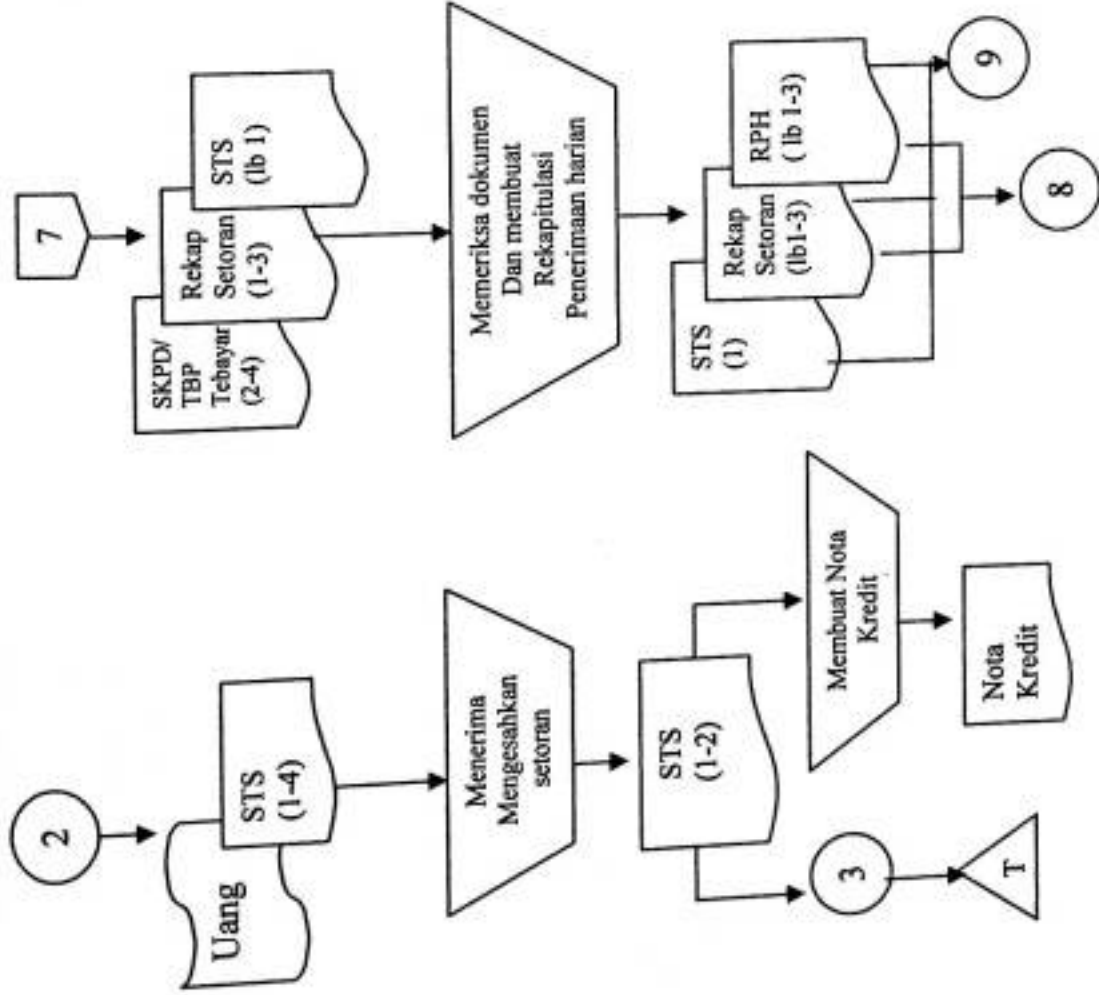 2
Uang
STS
(1-4)
Menerima
Mengesahkan
setoran
STS
(1-2)
3
T
Membuat Nota
Kredit
Nota
Kredit
7
SKPD/
TBP
Tebayar
(2-4)
Rekap
Setoran
(1-3)
STS
(lb 1)
Memeriksa dokumen
Dan membuat
Rekapitulasi
Penerimaan harian
STS
(1)
Rekap
Setoran
(lb1-3)
RPH
( lb 1-3)
8
9